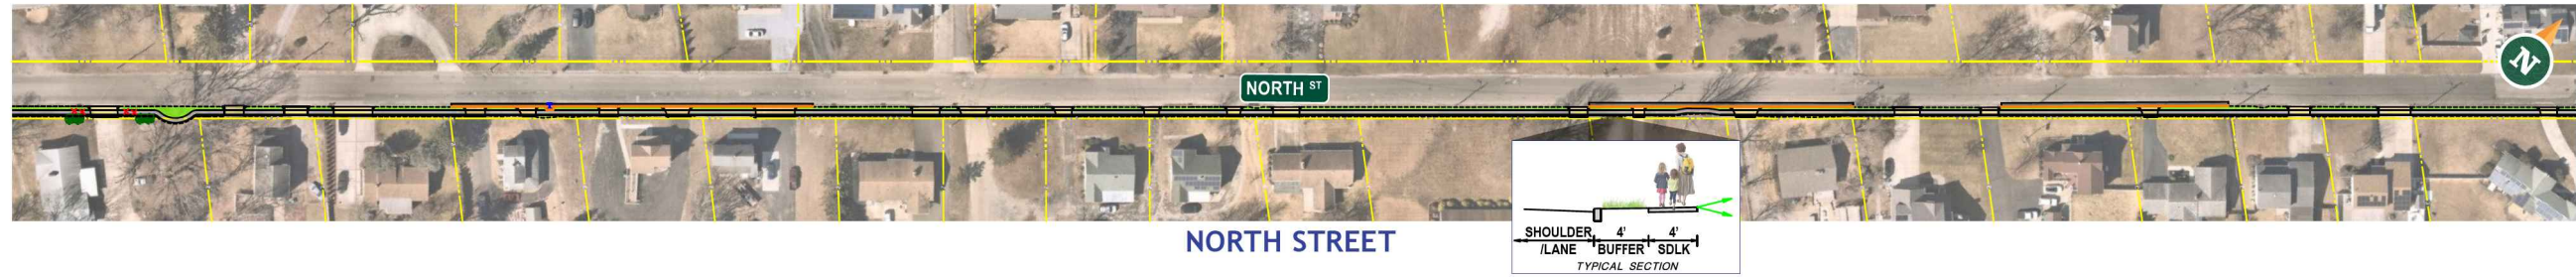 NORTH ST
N
NORTH STREET
SHOULDER
/LANE
4'
BUFFER
4'
SDLK
TYPICAL SECTION